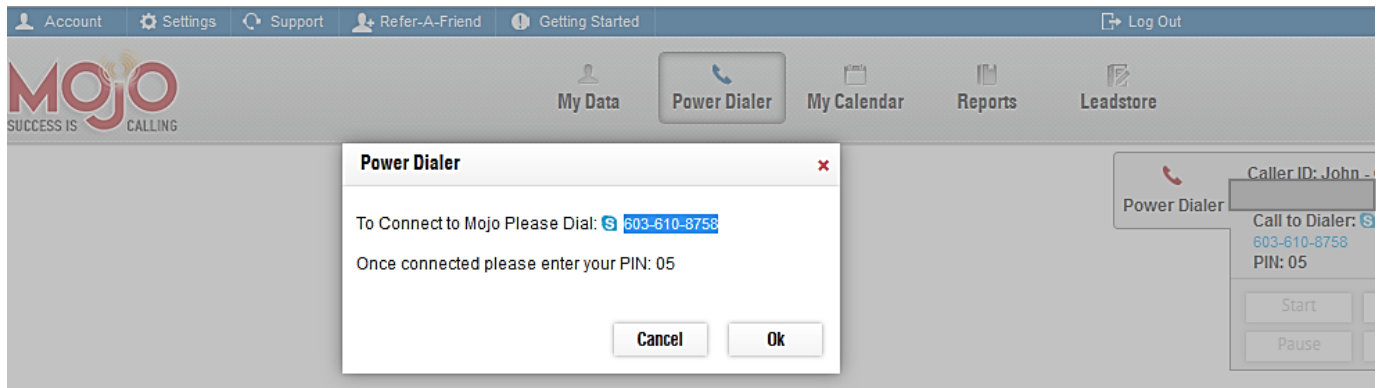 Account Settings Support Refer-A-Friend Getting Started Log Out
MOJO
SUCCESS IS CALLING
My Data Power Dialer My Calendar Reports Leadstore
Power Dialer
To Connect to Mojo Please Dial: 603-610-8758
Once connected please enter your PIN: 05
Cancel Ok
Power Dialer
Caller ID: John -
Call to Dialer:
603-610-8758
PIN: 05
Start
Pause